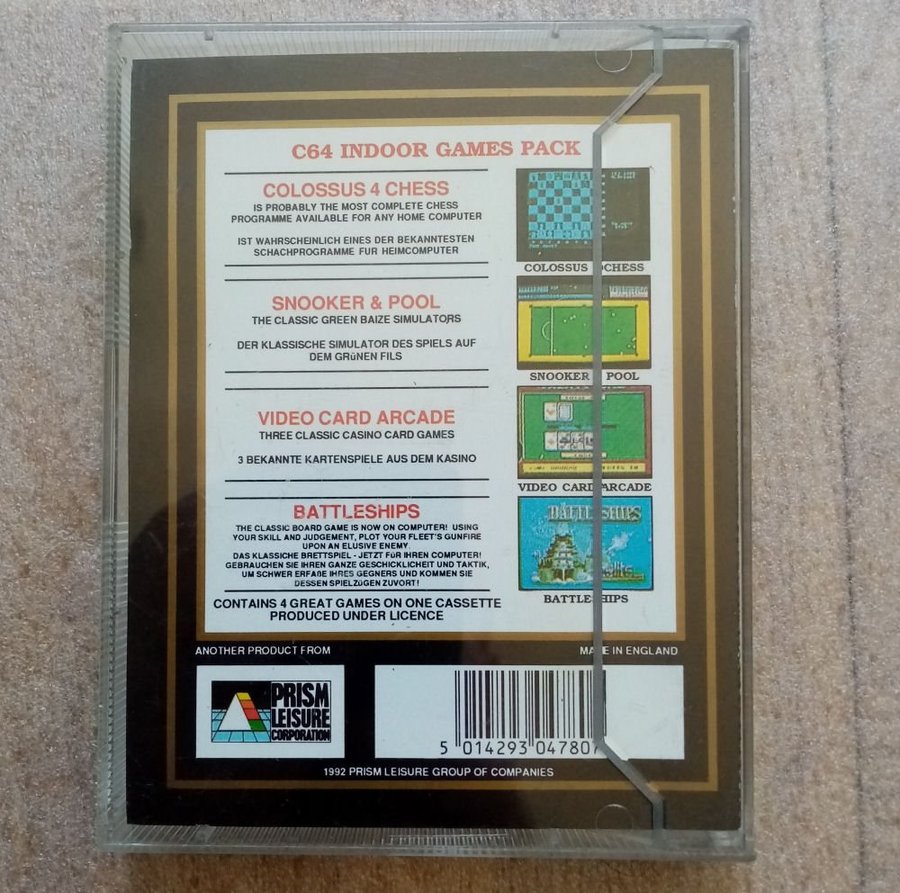 C64 INDOOR GAMES PACK
COLOSSUS 4 CHESS
IS PROBABLY THE MOST COMPLETE CHESS
PROGRAMME AVAILABLE FOR ANY HOME COMPUTER
IST WAHRSCHEINLICH EINES DER BEKANNTESTEN
SCHACHPROGRAMME FUR HEIMCOMPUTER
COLOSSUS CHESS
SNOOKER & POOL
THE CLASSIC GREEN BAIZE SIMULATORS
DER KLASSISCHE SIMULATOR DES SPIELS AUF
DEM GRüNEN FILS
SNOOKER POOL
VIDEO CARD ARCADE
THREE CLASSIC CASINO CARD GAMES
3 BEKANNTE KARTENSPIELE AUS DEM KASINO
VIDEO CARD ARCADE
BATTLESHIPS
THE CLASSIC BOARD GAME IS NOW ON COMPUTER! USING
YOUR SKILL AND JUDGEMENT, PLOT YOUR FLEET'S GUNFIRE
UPON AN ELUSIVE ENEMY.
DAS KLASSICHE BRETTSPIEL - JETZT FüR IHREN COMPUTER!
GEBRAUCHEN SIE IHREN GANZE GESCHICKLICHEIT UND TAKTIK,
UM SCHWER ERFAßE IHRES GEGNERS UND KOMMEN SIE
DESSEN SPIELZüGEN ZUVORT!
BATTLESHIPS
BATTLESHIPS
CONTAINS 4 GREAT GAMES ON ONE CASSETTE
PRODUCED UNDER LICENCE
ANOTHER PRODUCT FROM
MADE IN ENGLAND
PRISM
LEISURE
CORPORATION
5 014293 047807
1992 PRISM LEISURE GROUP OF COMPANIES